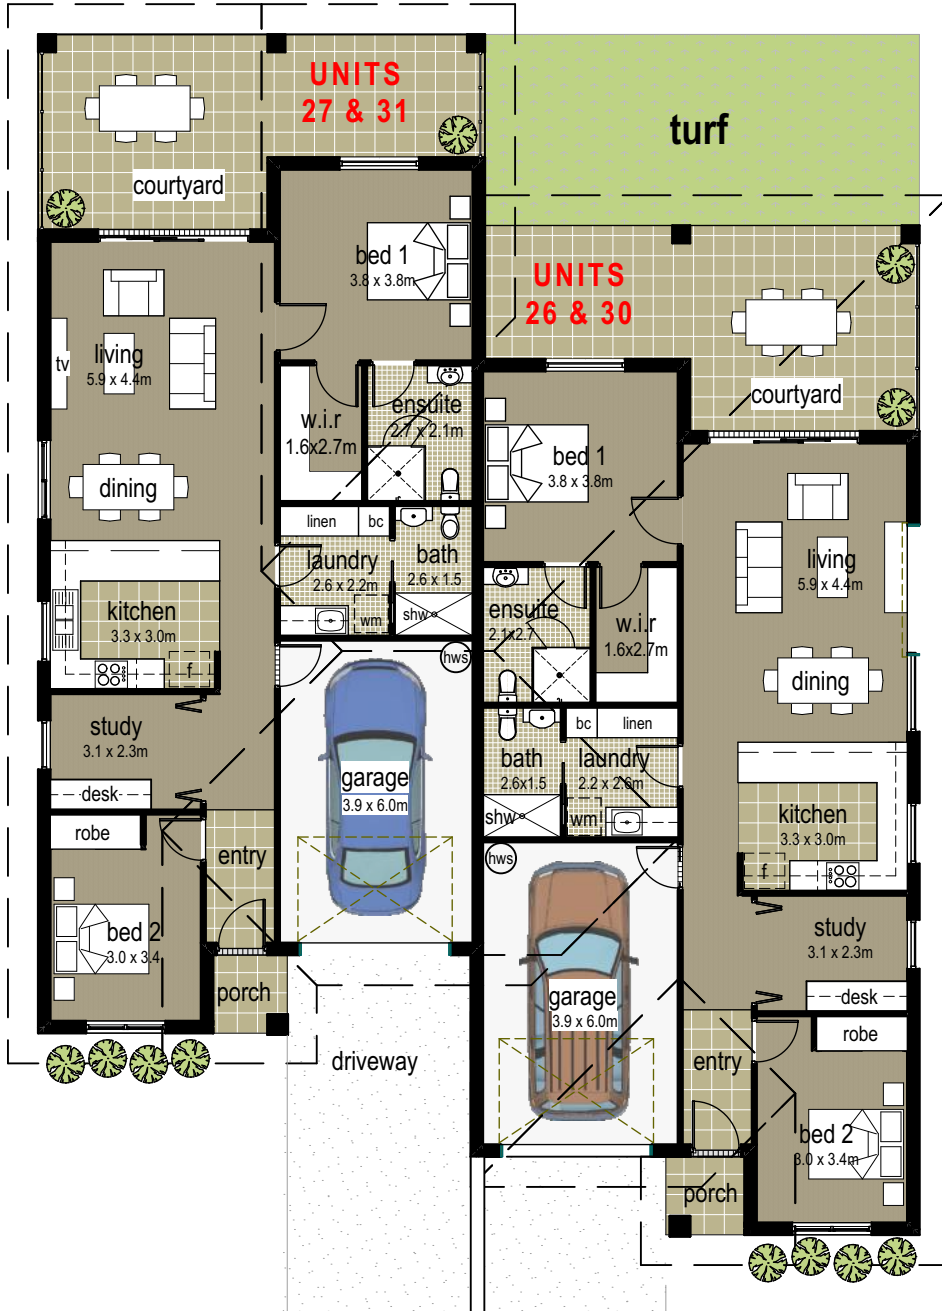 UNITS
27 & 31
courtyard
bed 1
3.8 x 3.8m
tv
living
5.9 x 4.4m
w.i.r
1.6x2.7m
ensuite
2.7 x 2.1m
dining
linen
bc
laundry
2.6 x 2.2m
bath
2.6 x 1.5
kitchen
3.3 x 3.0m
f
wm
shw
hws
study
3.1 x 2.3m
desk
garage
3.9 x 6.0m
robe
entry
bed 2
3.0 x 3.4
porch
driveway
turf
UNITS
26 & 30
courtyard
bed 1
3.8 x 3.8m
living
5.9 x 4.4m
ensuite
2.1x2.7
w.i.r
1.6x2.7m
dining
bc
linen
bath
2.6x1.5
laundry
2.2 x 2.6m
shw
wm
kitchen
3.3 x 3.0m
f
hws
study
3.1 x 2.3m
desk
garage
3.9 x 6.0m
robe
entry
bed 2
3.0 x 3.4m
porch